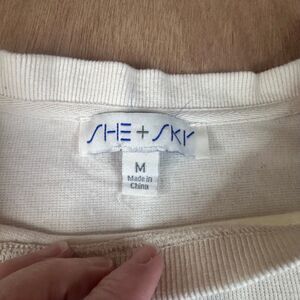 SHE + SKY
M
Made in
China